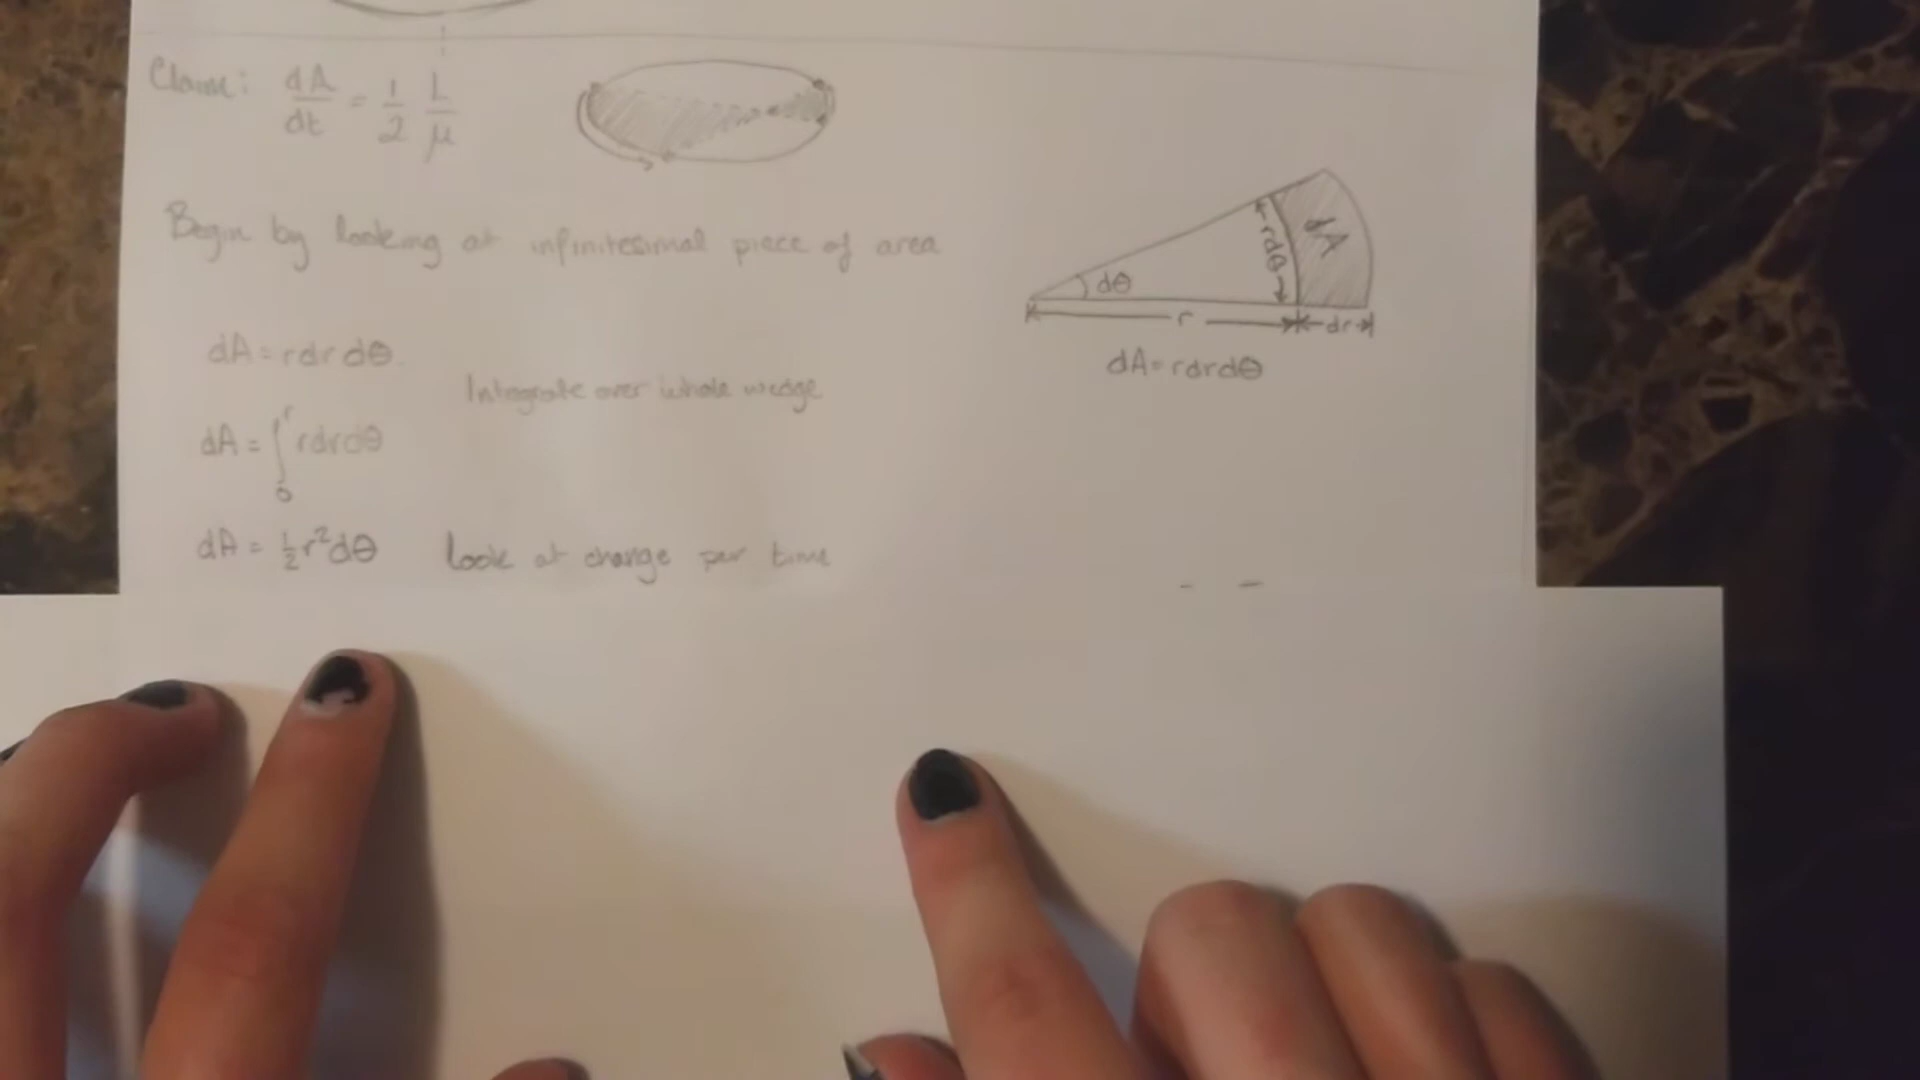 Claim: dA/dt = 1/2 L/μ
Begin by looking at infinitesimal piece of area
dA
rdθ
dθ
r
dr
dA = rdrdθ
dA = rdrdθ.
Integrate over whole wedge
dA = ∫₀ʳ rdrdθ
dA = ½r²dθ look at change per time